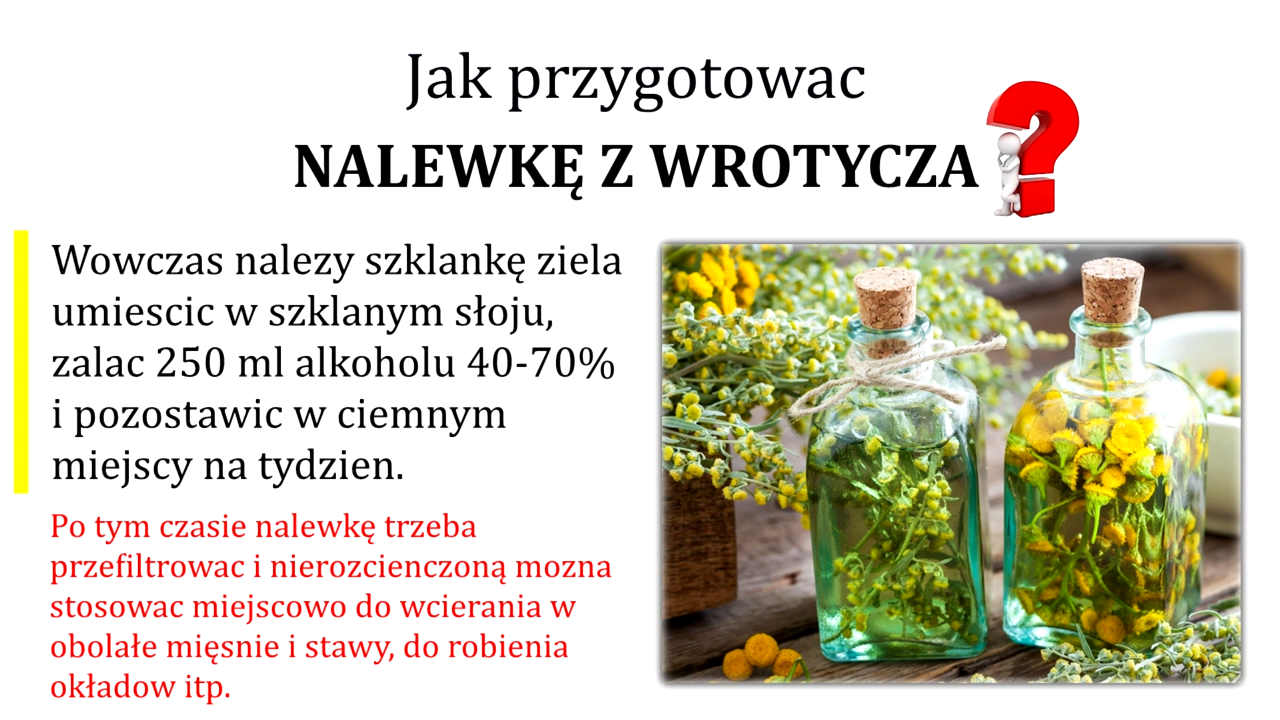 Jak przygotowac
NALEWKĘ Z WROTYCZA
Wowczas nalezy szklankę ziela
umiescic w szklanym słoju,
zalac 250 ml alkoholu 40-70%
i pozostawic w ciemnym
miejscy na tydzien.
Po tym czasie nalewkę trzeba
przefiltrowac i nierozcienczoną mozna
stosowac miejscowo do wcierania w
obolałe mięsnie i stawy, do robienia
okładow itp.